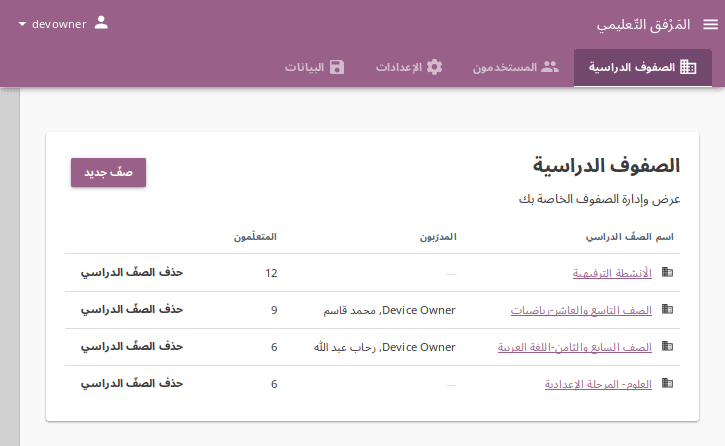 المَرْفق التّعليمي
devowner
الصفوف الدراسية
المستخدمون
الإعدادات
البيانات
الصفوف الدراسية
صفّ جديد
عرض وإدارة الصفوف الخاصة بك
اسم الصفّ الدراسي المدرّبون المتعلّمون
الأنشطة الترفيهية — 12 حذف الصفّ الدراسي
الصف التاسع والعاشر-رياضيات Device Owner, محمد قاسم 9 حذف الصفّ الدراسي
الصف السابع والثامن-اللغة العربية Device Owner, رحاب عبد الله 6 حذف الصفّ الدراسي
العلوم- المرحلة الإعدادية — 6 حذف الصفّ الدراسي